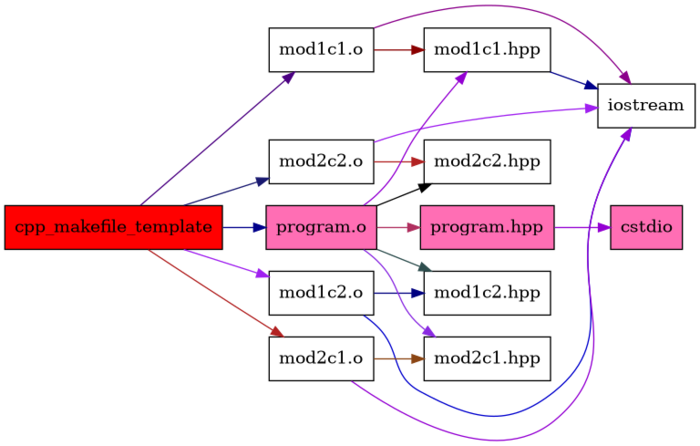 mod1c1.o
mod1c1.hpp
iostream
mod2c2.o
mod2c2.hpp
cpp_makefile_template
program.o
program.hpp
cstdio
mod1c2.o
mod1c2.hpp
mod2c1.o
mod2c1.hpp